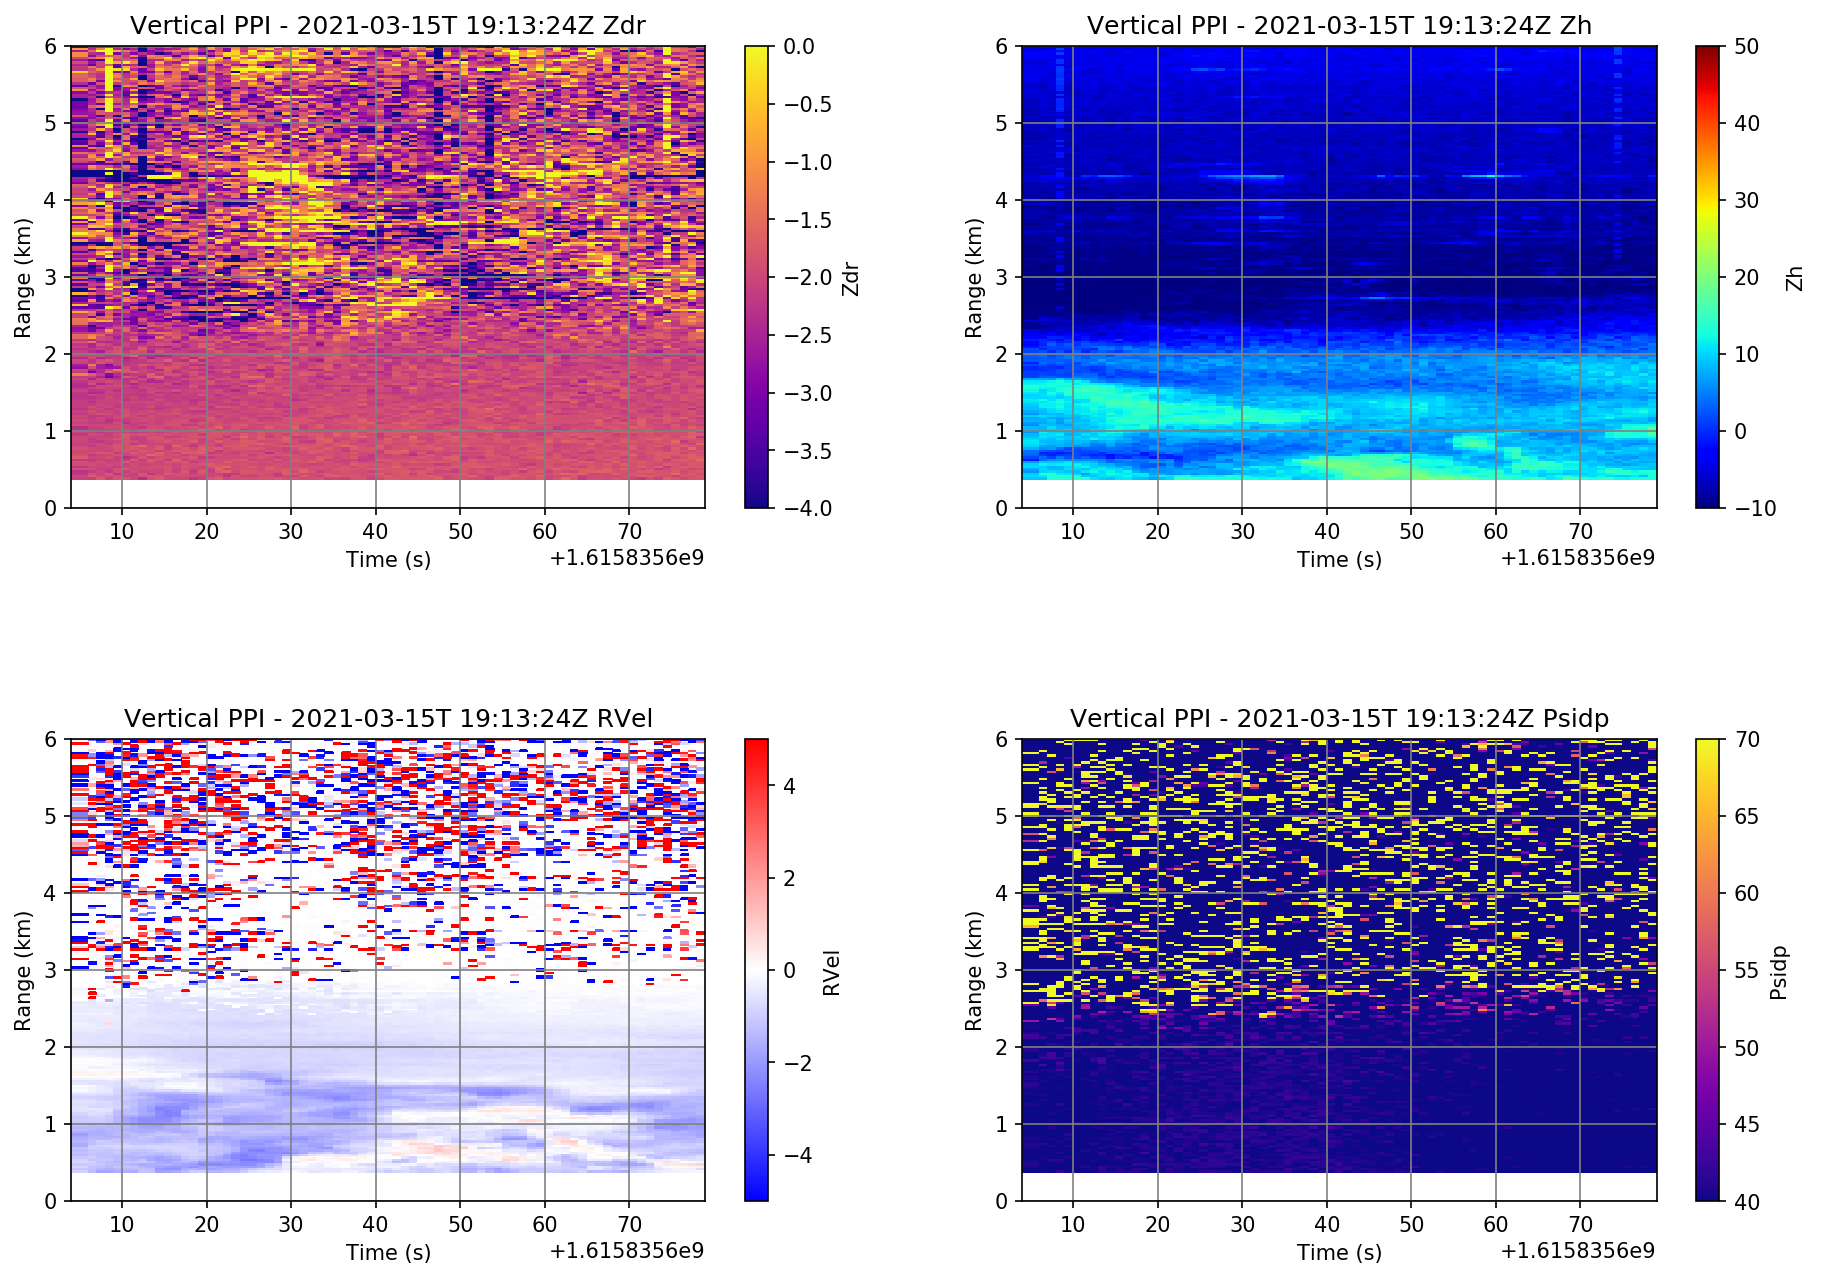 Vertical PPI - 2021-03-15T 19:13:24Z Zdr
6
5
4
3
2
1
0
Range (km)
10 20 30 40 50 60 70
Time (s)
+1.6158356e9
0.0
−0.5
−1.0
−1.5
−2.0
−2.5
−3.0
−3.5
−4.0
Zdr
Vertical PPI - 2021-03-15T 19:13:24Z Zh
6
5
4
3
2
1
0
Range (km)
10 20 30 40 50 60 70
Time (s)
+1.6158356e9
50
40
30
20
10
0
−10
Zh
Vertical PPI - 2021-03-15T 19:13:24Z RVel
6
5
4
3
2
1
0
Range (km)
10 20 30 40 50 60 70
Time (s)
+1.6158356e9
4
2
0
−2
−4
RVel
Vertical PPI - 2021-03-15T 19:13:24Z Psidp
6
5
4
3
2
1
0
Range (km)
10 20 30 40 50 60 70
Time (s)
+1.6158356e9
70
65
60
55
50
45
40
Psidp